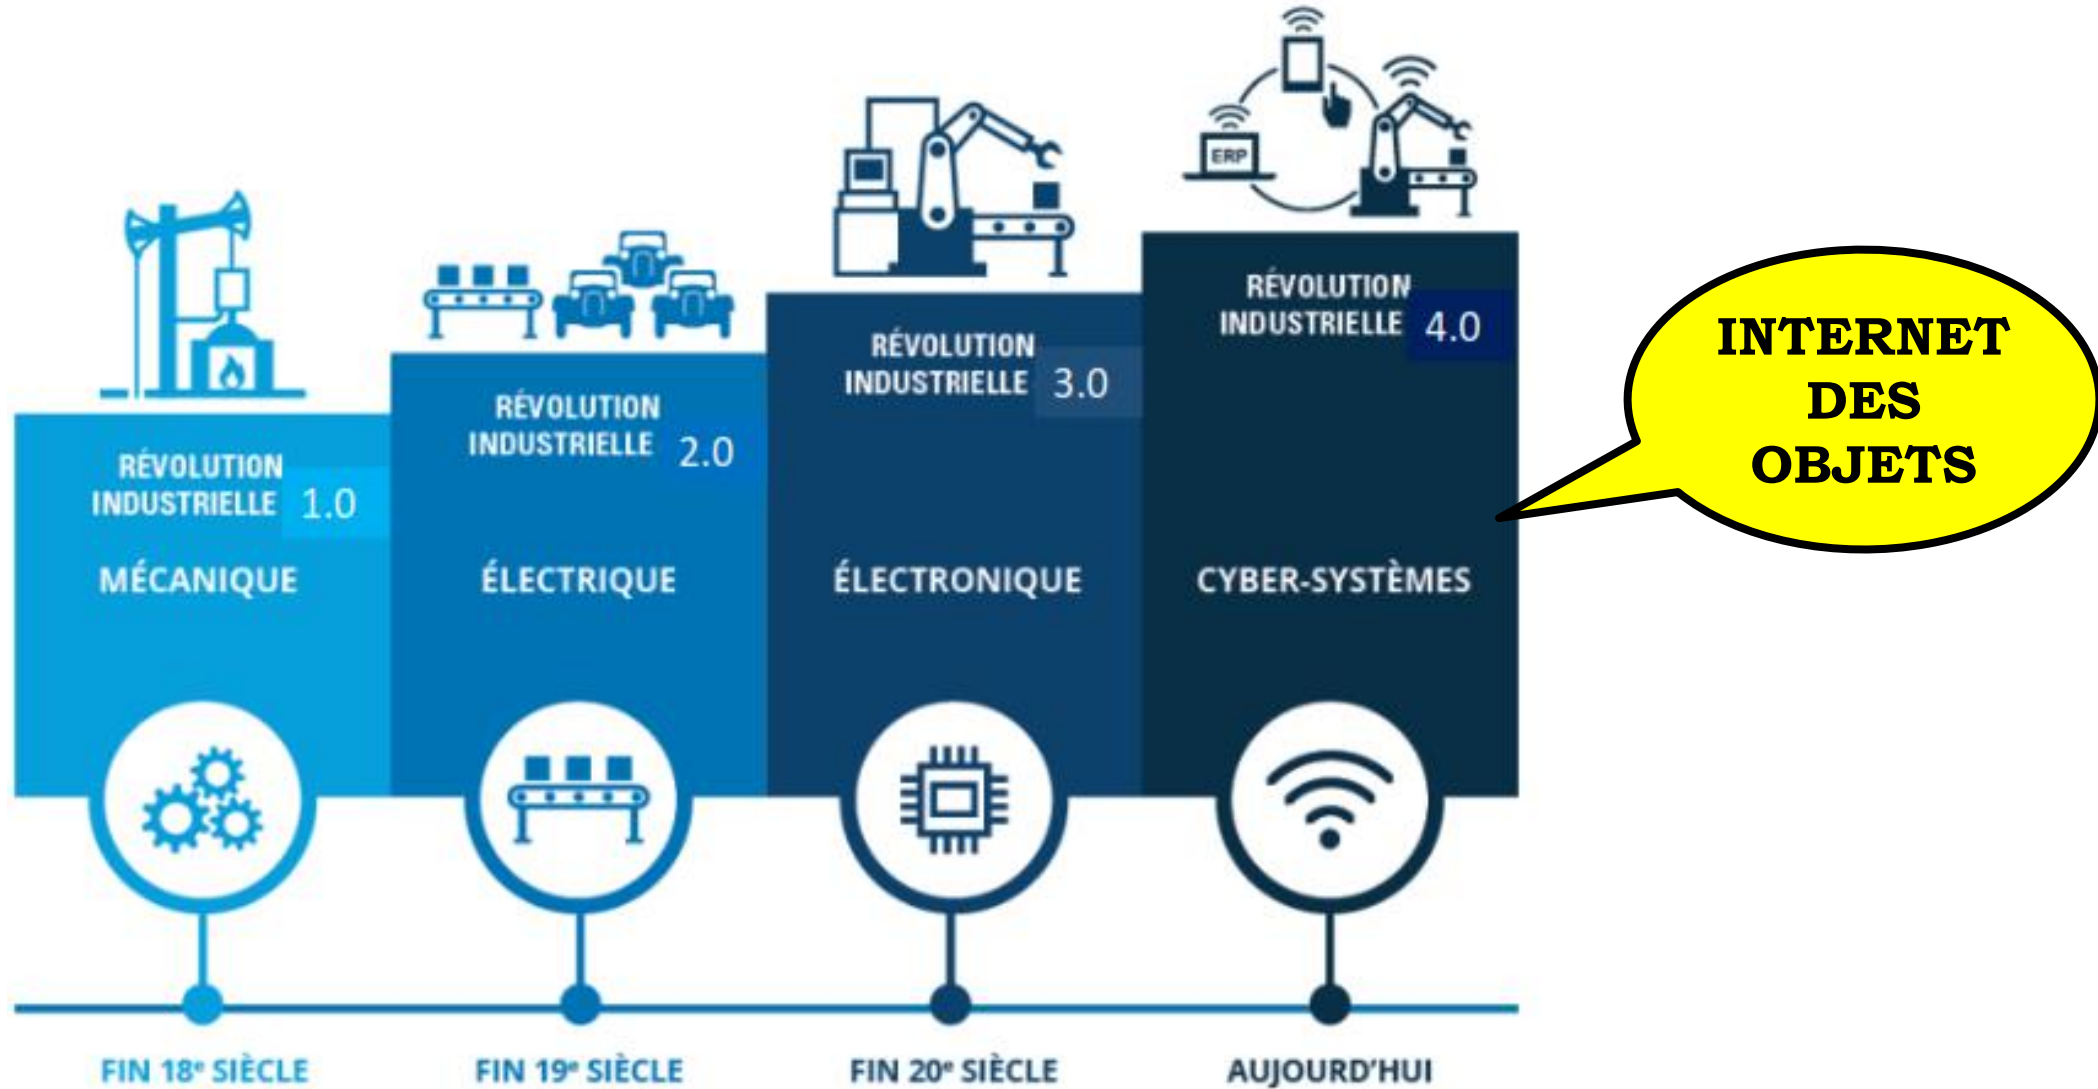 ERP
RÉVOLUTION
INDUSTRIELLE 1.0
MÉCANIQUE
FIN 18e SIÈCLE
RÉVOLUTION
INDUSTRIELLE 2.0
ÉLECTRIQUE
FIN 19e SIÈCLE
RÉVOLUTION
INDUSTRIELLE 3.0
ÉLECTRONIQUE
FIN 20e SIÈCLE
RÉVOLUTION
INDUSTRIELLE 4.0
CYBER-SYSTÈMES
AUJOURD'HUI
INTERNET
DES
OBJETS